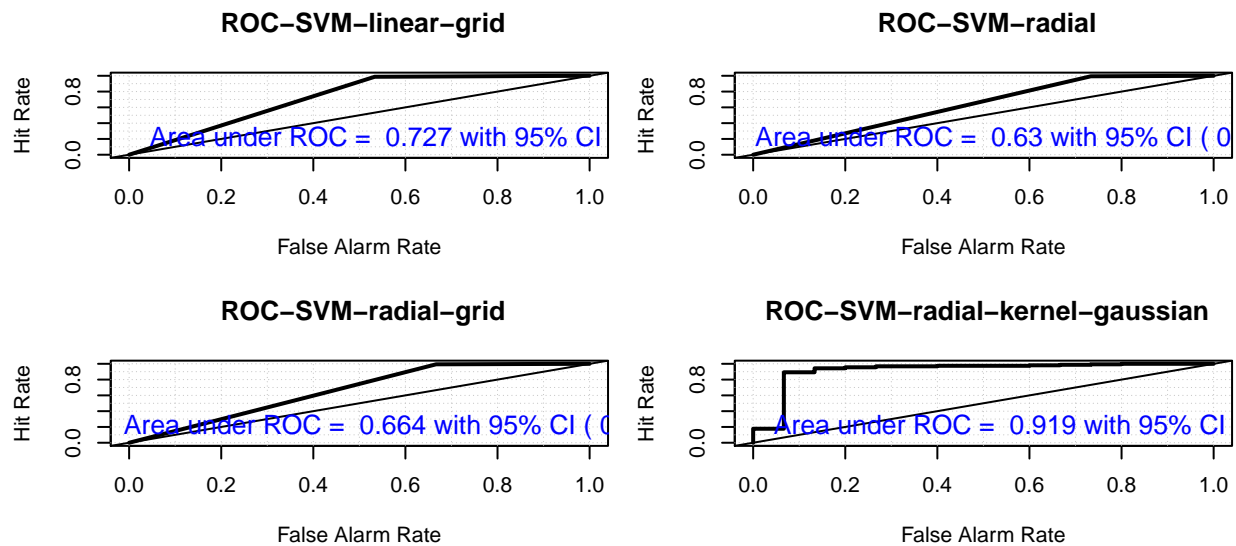 ROC−SVM−linear−grid
Hit Rate
0.8
0.0
Area under ROC = 0.727 with 95% CI
0.0 0.2 0.4 0.6 0.8 1.0
False Alarm Rate
ROC−SVM−radial
Hit Rate
0.8
0.0
Area under ROC = 0.63 with 95% CI ( 0
0.0 0.2 0.4 0.6 0.8 1.0
False Alarm Rate
ROC−SVM−radial−grid
Hit Rate
0.8
0.0
Area under ROC = 0.664 with 95% CI ( 0
0.0 0.2 0.4 0.6 0.8 1.0
False Alarm Rate
ROC−SVM−radial−kernel−gaussian
Hit Rate
0.8
0.0
Area under ROC = 0.919 with 95% CI
0.0 0.2 0.4 0.6 0.8 1.0
False Alarm Rate